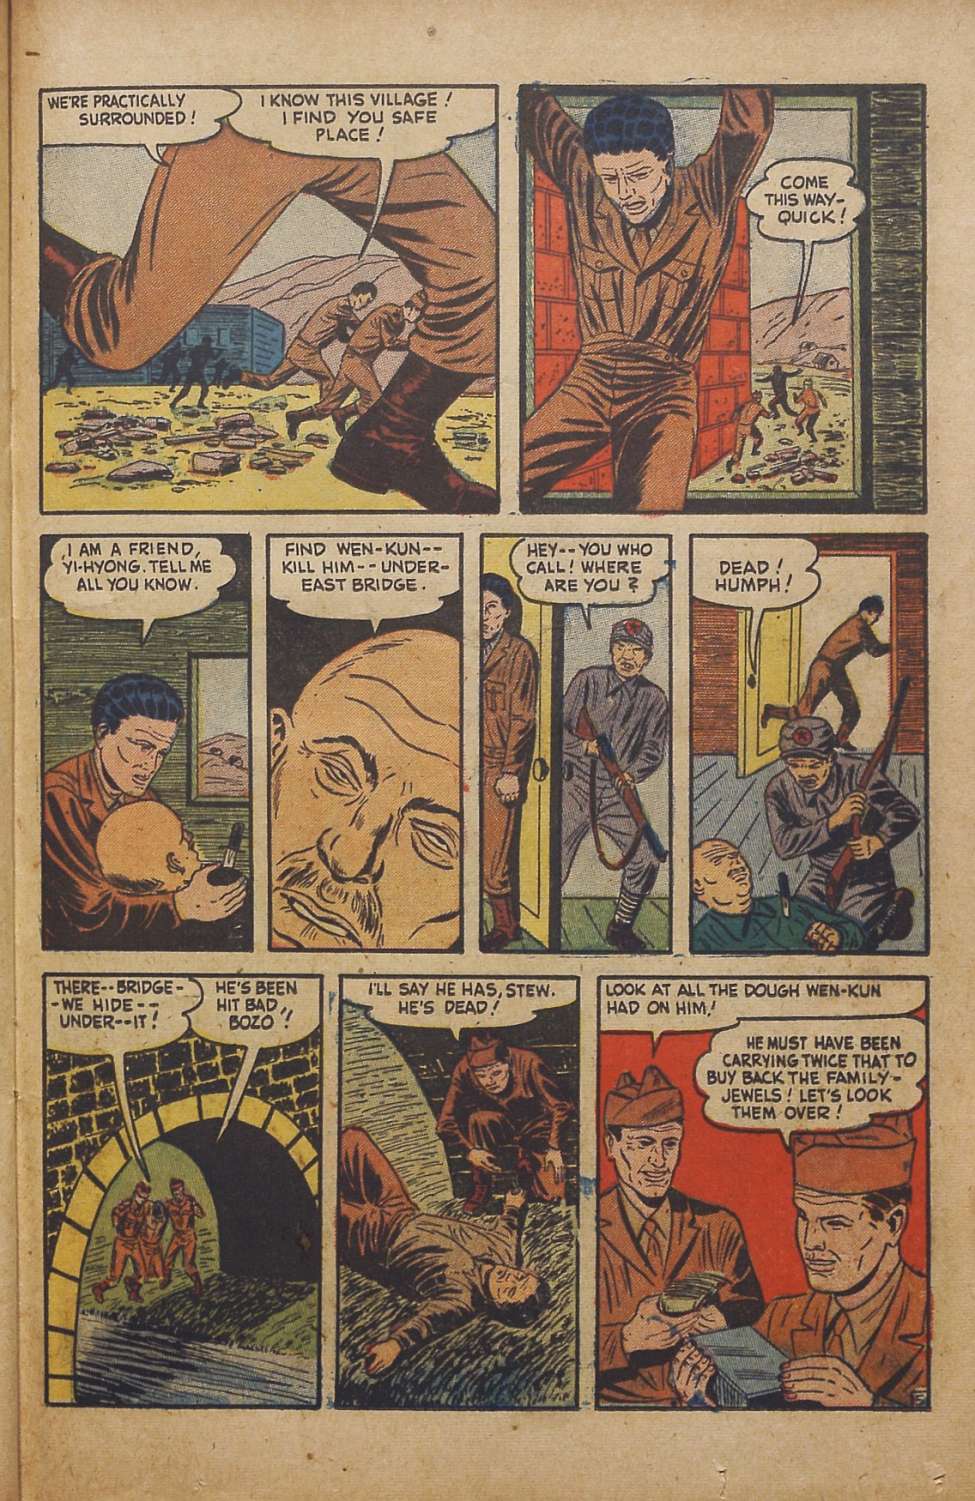 WE'RE PRACTICALLY
SURROUNDED!
I KNOW THIS VILLAGE!
I FIND YOU SAFE
PLACE!
COME
THIS WAY-
QUICK!
I AM A FRIEND,
YI-HYONG. TELL ME
ALL YOU KNOW.
FIND WEN-KUN--
KILL HIM--UNDER-
EAST BRIDGE.
HEY--YOU WHO
CALL! WHERE
ARE YOU?
DEAD!
HUMPH!
THERE--BRIDGE-
-WE HIDE--
UNDER--IT!
HE'S BEEN
HIT BAD,
BOZO!
I'LL SAY HE HAS, STEW.
HE'S DEAD!
LOOK AT ALL THE DOUGH WEN-KUN
HAD ON HIM!
HE MUST HAVE BEEN
CARRYING TWICE THAT TO
BUY BACK THE FAMILY-
JEWELS! LET'S LOOK
THEM OVER!